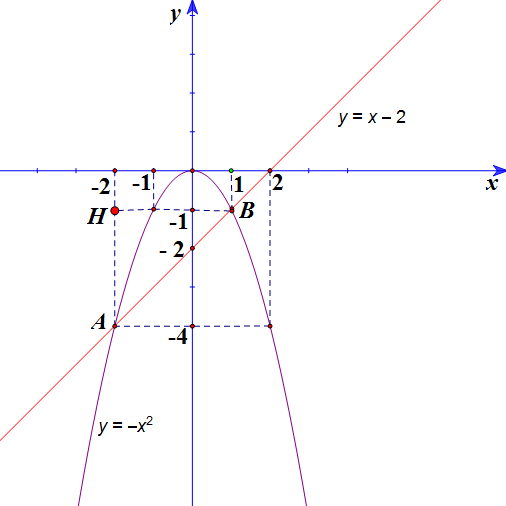 y
y = x – 2
-2
-1
1
2
x
H
B
-1
- 2
A
-4
y = –x²